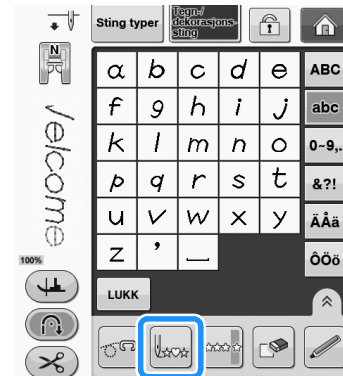 Sting typer
Tegn-/
dekorasjons-
sting
N
Welcome
100%
α b c d e
f g h i j
k l m n o
p q r s t
u v w x y
z ’ _
LUKK
ABC
abc
0~9,.
&?!
ÄÅä
ÔÖö